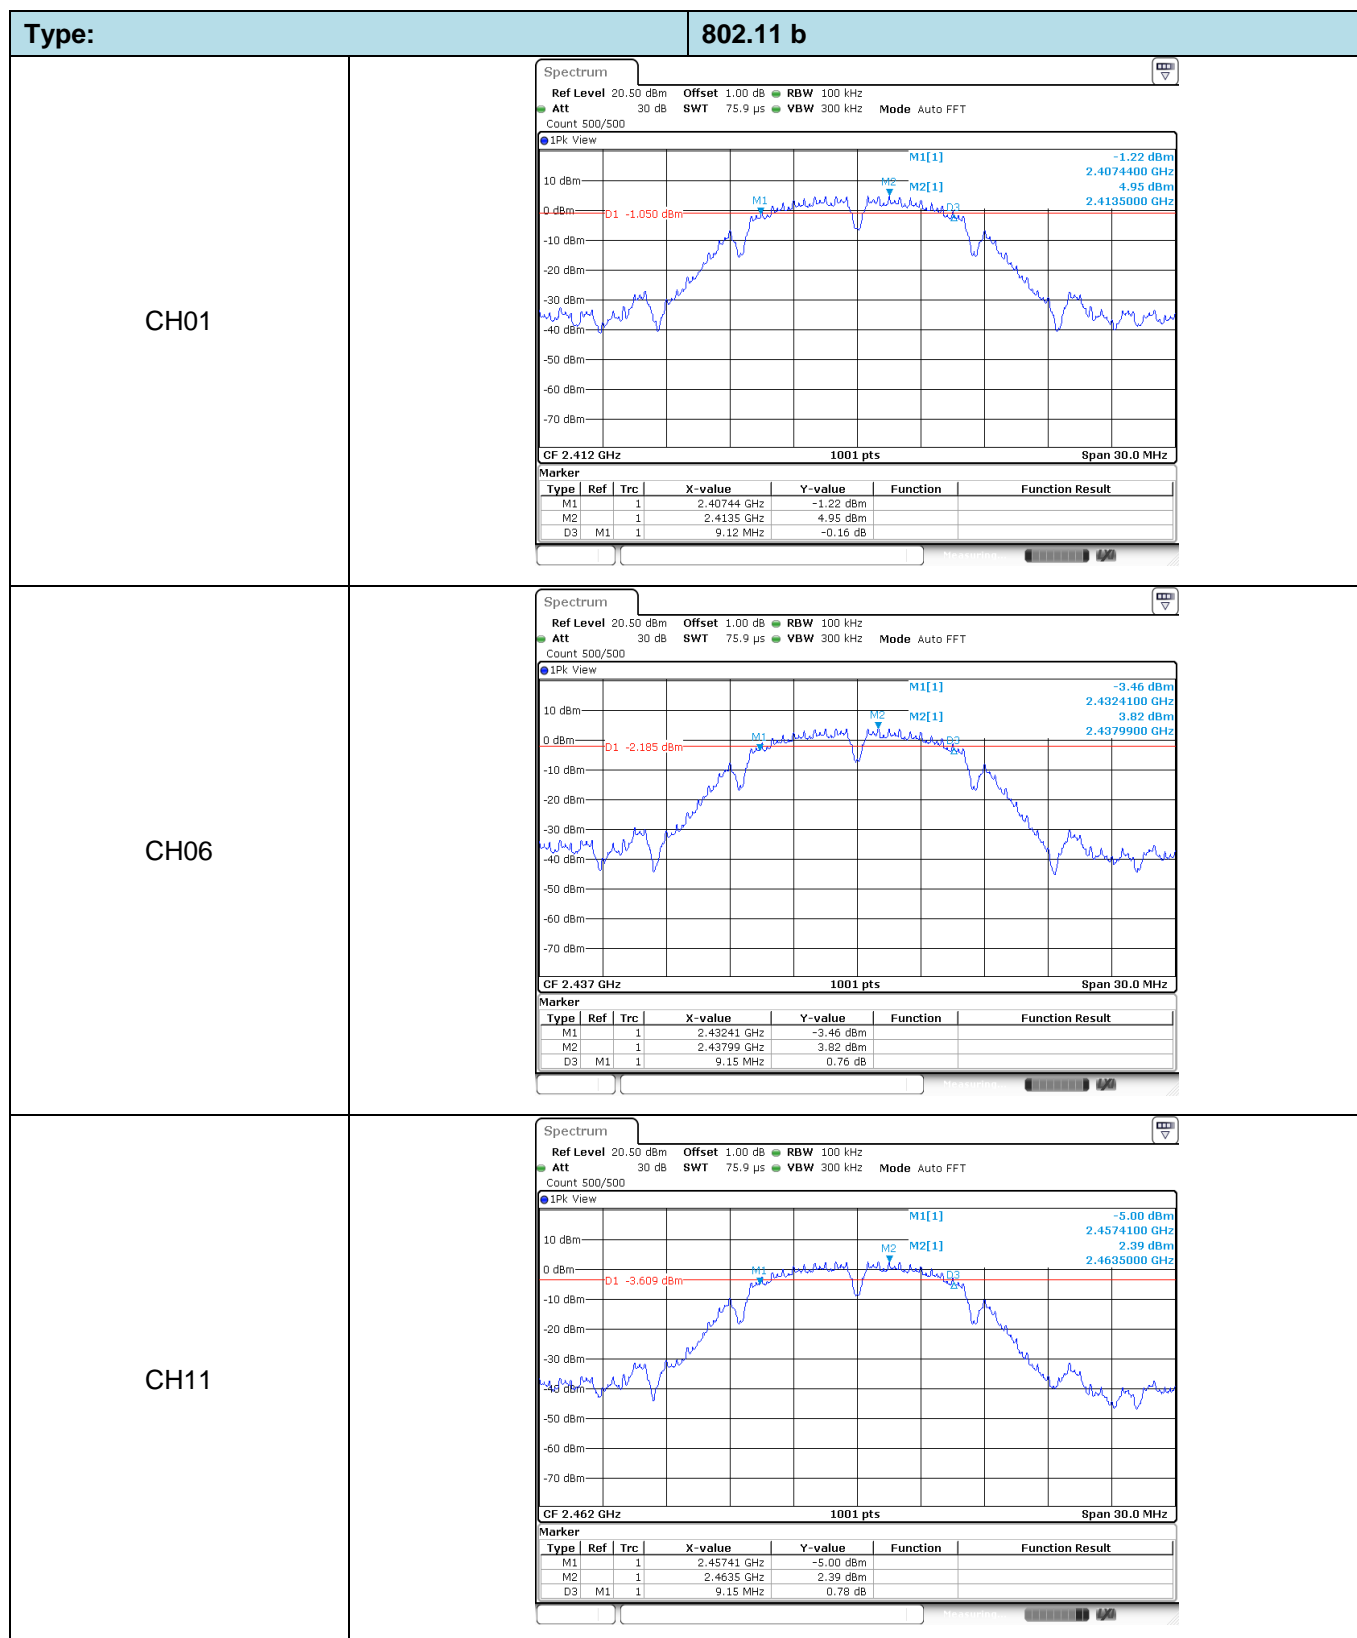 Type: 802.11 b
CH01
Spectrum
Ref Level 20.50 dBm Offset 1.00 dB RBW 100 kHz
Att 30 dB SWT 75.9 µs VBW 300 kHz Mode Auto FFT
Count 500/500
1Pk View
M1[1] -1.22 dBm
2.4074400 GHz
10 dBm M2 M2[1] 4.95 dBm
M1 2.4135000 GHz
0 dBm D1 -1.050 dBm D3
-10 dBm
-20 dBm
-30 dBm
-40 dBm
-50 dBm
-60 dBm
-70 dBm
CF 2.412 GHz 1001 pts Span 30.0 MHz
Marker
Type Ref Trc X-value Y-value Function Function Result
M1 1 2.40744 GHz -1.22 dBm
M2 1 2.4135 GHz 4.95 dBm
D3 M1 1 9.12 MHz -0.16 dB
Measuring...
CH06
Spectrum
Ref Level 20.50 dBm Offset 1.00 dB RBW 100 kHz
Att 30 dB SWT 75.9 µs VBW 300 kHz Mode Auto FFT
Count 500/500
1Pk View
M1[1] -3.46 dBm
2.4324100 GHz
10 dBm M2 M2[1] 3.82 dBm
2.4379900 GHz
0 dBm D1 -2.185 dBm M1 D3
-10 dBm
-20 dBm
-30 dBm
-40 dBm
-50 dBm
-60 dBm
-70 dBm
CF 2.437 GHz 1001 pts Span 30.0 MHz
Marker
Type Ref Trc X-value Y-value Function Function Result
M1 1 2.43241 GHz -3.46 dBm
M2 1 2.43799 GHz 3.82 dBm
D3 M1 1 9.15 MHz 0.76 dB
Measuring...
CH11
Spectrum
Ref Level 20.50 dBm Offset 1.00 dB RBW 100 kHz
Att 30 dB SWT 75.9 µs VBW 300 kHz Mode Auto FFT
Count 500/500
1Pk View
M1[1] -5.00 dBm
2.4574100 GHz
10 dBm M2 M2[1] 2.39 dBm
2.4635000 GHz
0 dBm M1 D3
D1 -3.609 dBm
-10 dBm
-20 dBm
-30 dBm
-40 dBm
-50 dBm
-60 dBm
-70 dBm
CF 2.462 GHz 1001 pts Span 30.0 MHz
Marker
Type Ref Trc X-value Y-value Function Function Result
M1 1 2.45741 GHz -5.00 dBm
M2 1 2.4635 GHz 2.39 dBm
D3 M1 1 9.15 MHz 0.78 dB
Measuring...